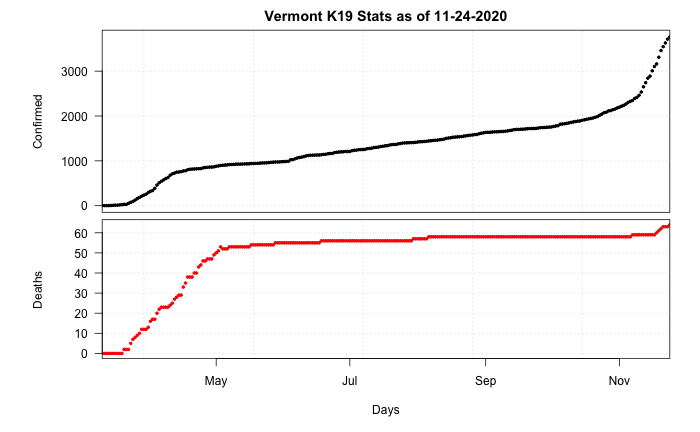 Vermont K19 Stats as of 11-24-2020
Confirmed
3000
2000
1000
0
Deaths
60
50
40
30
20
10
0
May Jul Sep Nov
Days